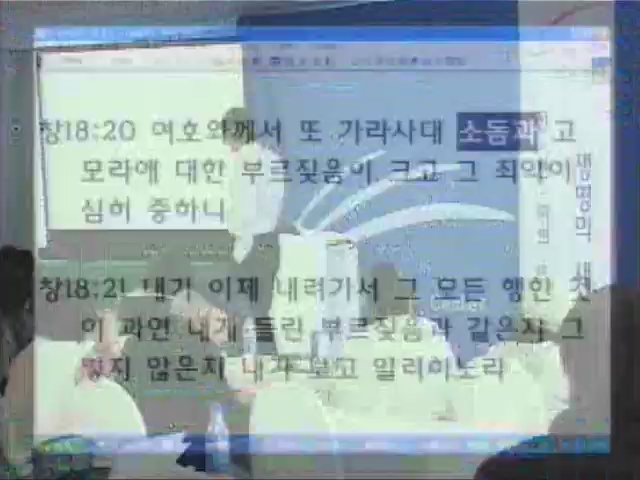 창18:20 여호와께서 또 가라사대 소돔과 고
모라에 대한 부르짖음이 크고 그 죄악이
심히 중하니
창18:21 내가 이제 내려가서 그 모든 행한 것
이 과연 내게 들린 부르짖음과 같은지 그
렇지 않은지 내가 보고 알려하노라
생명의